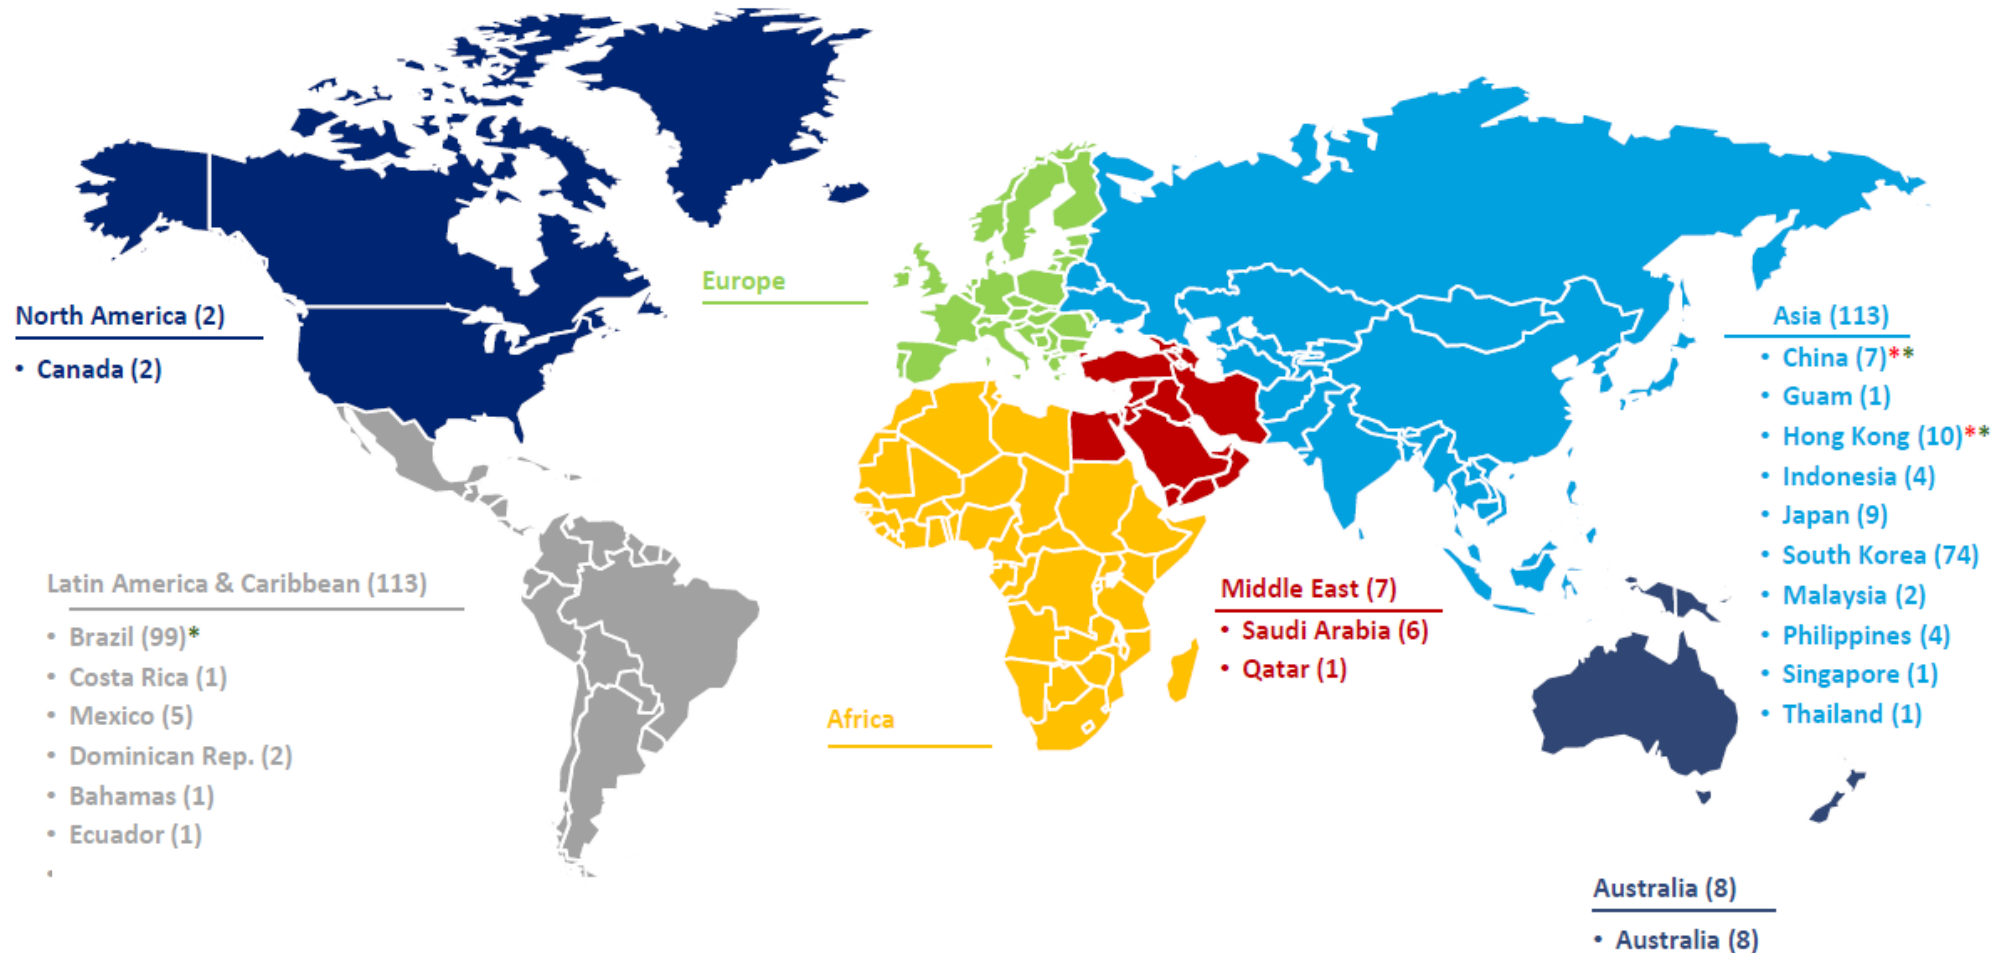 North America (2)
• Canada (2)
Europe
Asia (113)
• China (7)**
• Guam (1)
• Hong Kong (10)**
• Indonesia (4)
• Japan (9)
• South Korea (74)
• Malaysia (2)
• Philippines (4)
• Singapore (1)
• Thailand (1)
Latin America & Caribbean (113)
• Brazil (99)*
• Costa Rica (1)
• Mexico (5)
• Dominican Rep. (2)
• Bahamas (1)
• Ecuador (1)
•
Middle East (7)
• Saudi Arabia (6)
• Qatar (1)
Africa
Australia (8)
• Australia (8)